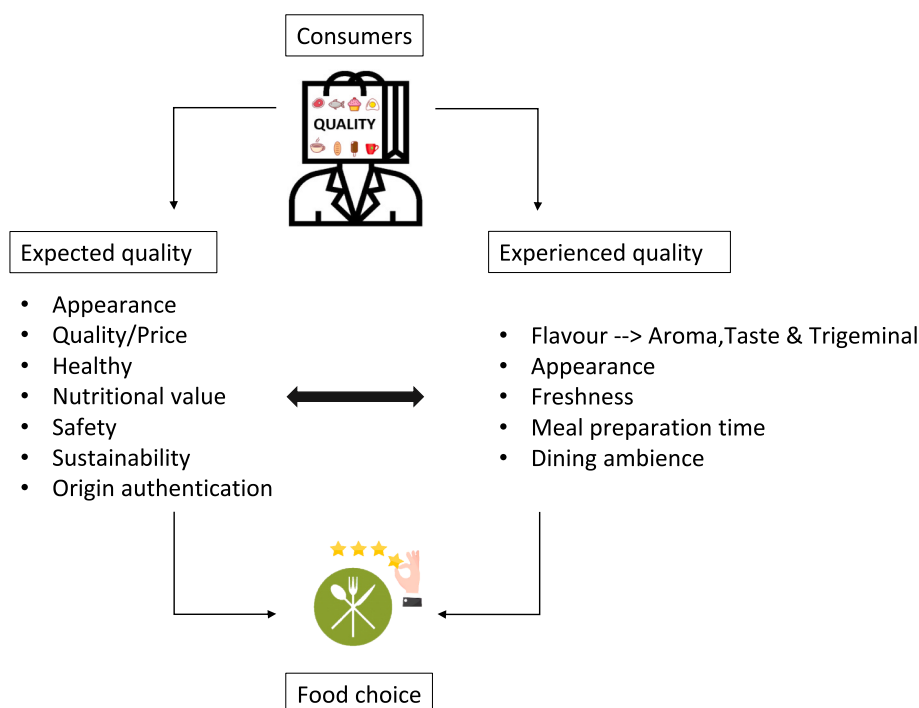 Consumers
QUALITY
Expected quality
• Appearance
• Quality/Price
• Healthy
• Nutritional value
• Safety
• Sustainability
• Origin authentication
Experienced quality
• Flavour --> Aroma,Taste & Trigeminal
• Appearance
• Freshness
• Meal preparation time
• Dining ambience
Food choice